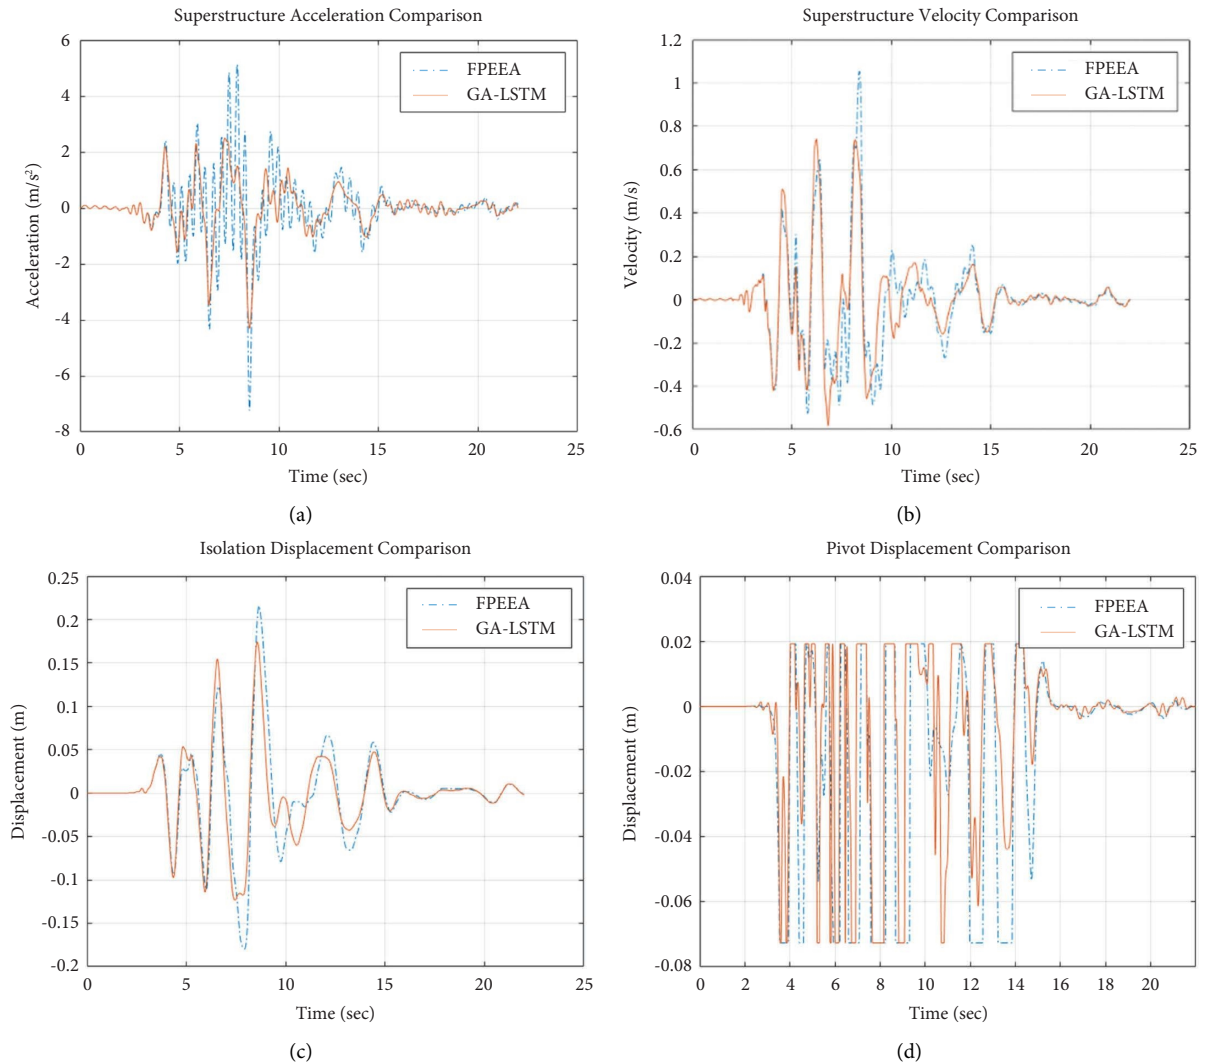 Superstructure Acceleration Comparison
6
4
2
0
-2
-4
-6
-8
Acceleration (m/s²)
FPEEA
GA-LSTM
0 5 10 15 20 25
Time (sec)
(a)
Superstructure Velocity Comparison
1.2
1
0.8
0.6
0.4
0.2
0
-0.2
-0.4
-0.6
Velocity (m/s)
FPEEA
GA-LSTM
0 5 10 15 20 25
Time (sec)
(b)
Isolation Displacement Comparison
0.25
0.2
0.15
0.1
0.05
0
-0.05
-0.1
-0.15
-0.2
Displacement (m)
FPEEA
GA-LSTM
0 5 10 15 20 25
Time (sec)
(c)
Pivot Displacement Comparison
0.04
0.02
0
-0.02
-0.04
-0.06
-0.08
Displacement (m)
FPEEA
GA-LSTM
0 2 4 6 8 10 12 14 16 18 20
Time (sec)
(d)